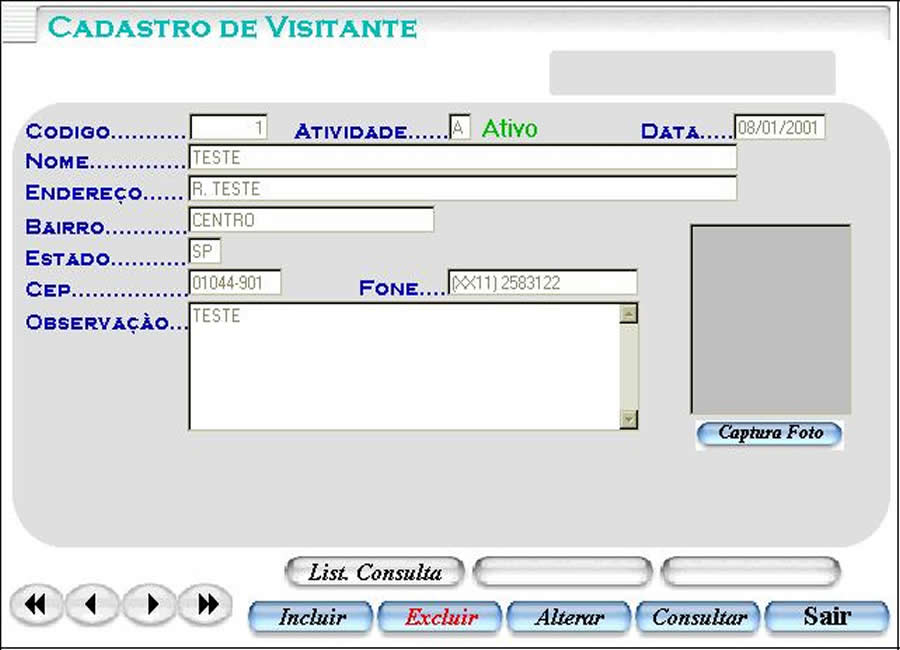 CADASTRO DE VISITANTE
CODIGO........... 1 ATIVIDADE...... A Ativo DATA..... 08/01/2001
NOME.............. TESTE
ENDEREÇO...... R. TESTE
BAIRRO............ CENTRO
ESTADO........... SP
CEP................. 01044-901 FONE.... (XX11) 2583122
OBSERVAÇÀO... TESTE
Captura Foto
List. Consulta
Incluir Excluir Alterar Consultar Sair